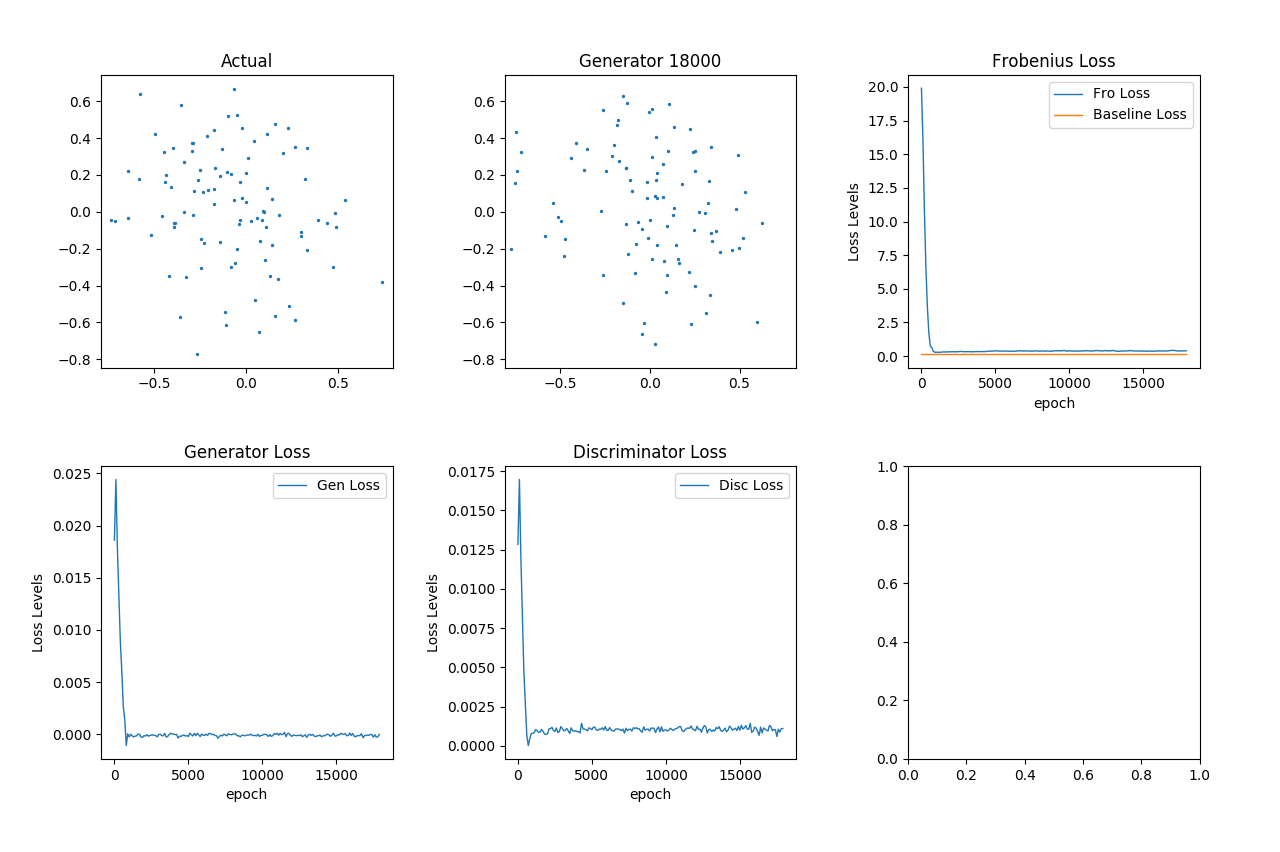 Actual
0.6
0.4
0.2
0.0
−0.2
−0.4
−0.6
−0.8
−0.5 0.0 0.5
Generator 18000
0.6
0.4
0.2
0.0
−0.2
−0.4
−0.6
−0.8
−0.5 0.0 0.5
Frobenius Loss
Fro Loss
Baseline Loss
Loss Levels
20.0
17.5
15.0
12.5
10.0
7.5
5.0
2.5
0.0
0 5000 10000 15000
epoch
Generator Loss
Gen Loss
Loss Levels
0.025
0.020
0.015
0.010
0.005
0.000
0 5000 10000 15000
epoch
Discriminator Loss
Disc Loss
Loss Levels
0.0175
0.0150
0.0125
0.0100
0.0075
0.0050
0.0025
0.0000
0 5000 10000 15000
epoch
1.0
0.8
0.6
0.4
0.2
0.0
0.0 0.2 0.4 0.6 0.8 1.0